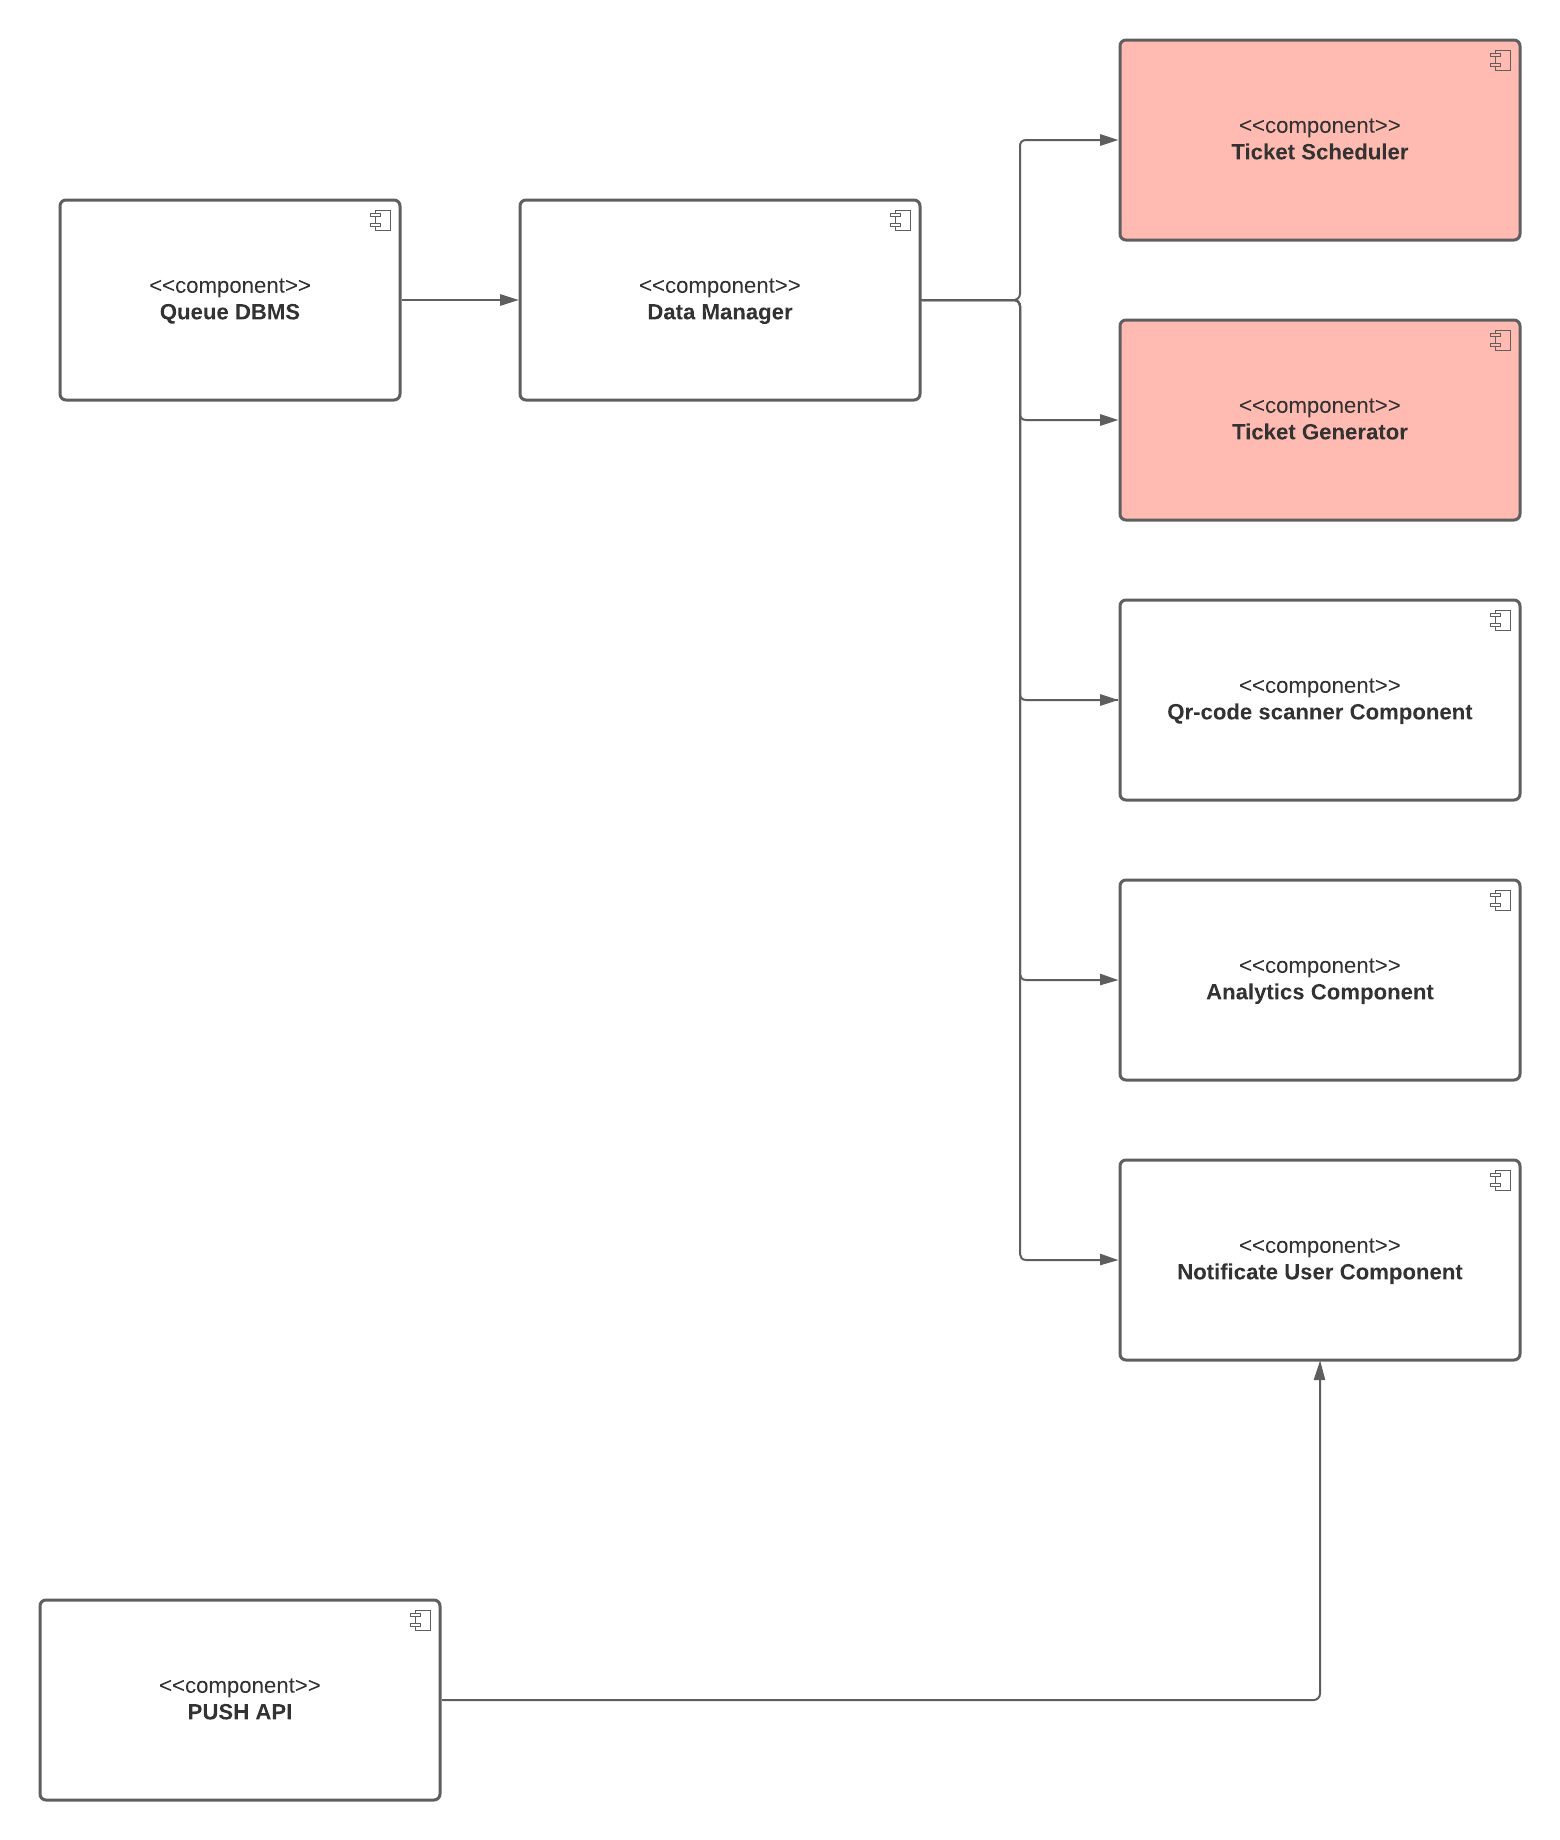 <<component>>
Ticket Scheduler
<<component>>
Queue DBMS
<<component>>
Data Manager
<<component>>
Ticket Generator
<<component>>
Qr-code scanner Component
<<component>>
Analytics Component
<<component>>
Notificate User Component
<<component>>
PUSH API